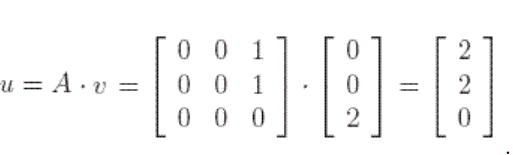 u = A · v = [ 0 0 1 ; 0 0 1 ; 0 0 0 ] · [ 0 ; 0 ; 2 ] = [ 2 ; 2 ; 0 ] .